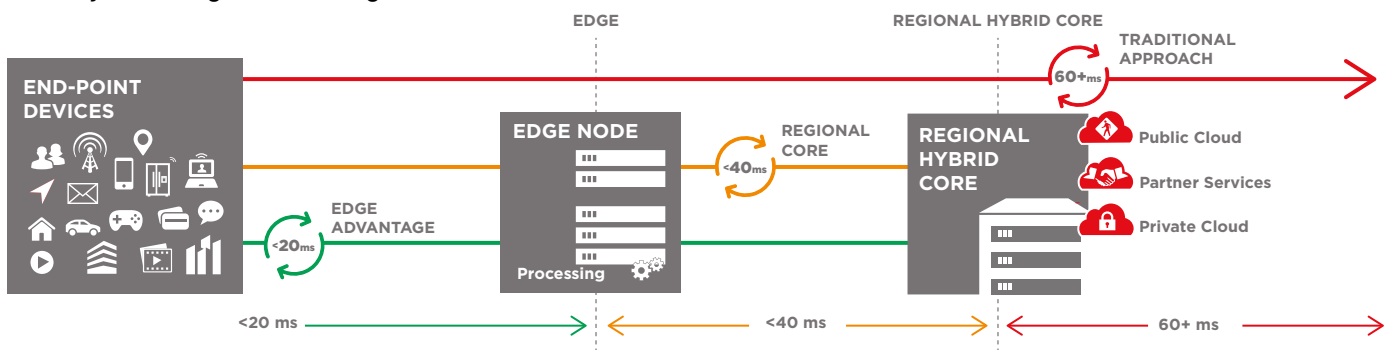 EDGE
REGIONAL HYBRID CORE
TRADITIONAL
APPROACH
60+ms
END-POINT
DEVICES
EDGE NODE
REGIONAL
CORE
<40ms
REGIONAL
HYBRID
CORE
Public Cloud
Partner Services
Private Cloud
EDGE
ADVANTAGE
<20ms
Processing
<20 ms
<40 ms
60+ ms